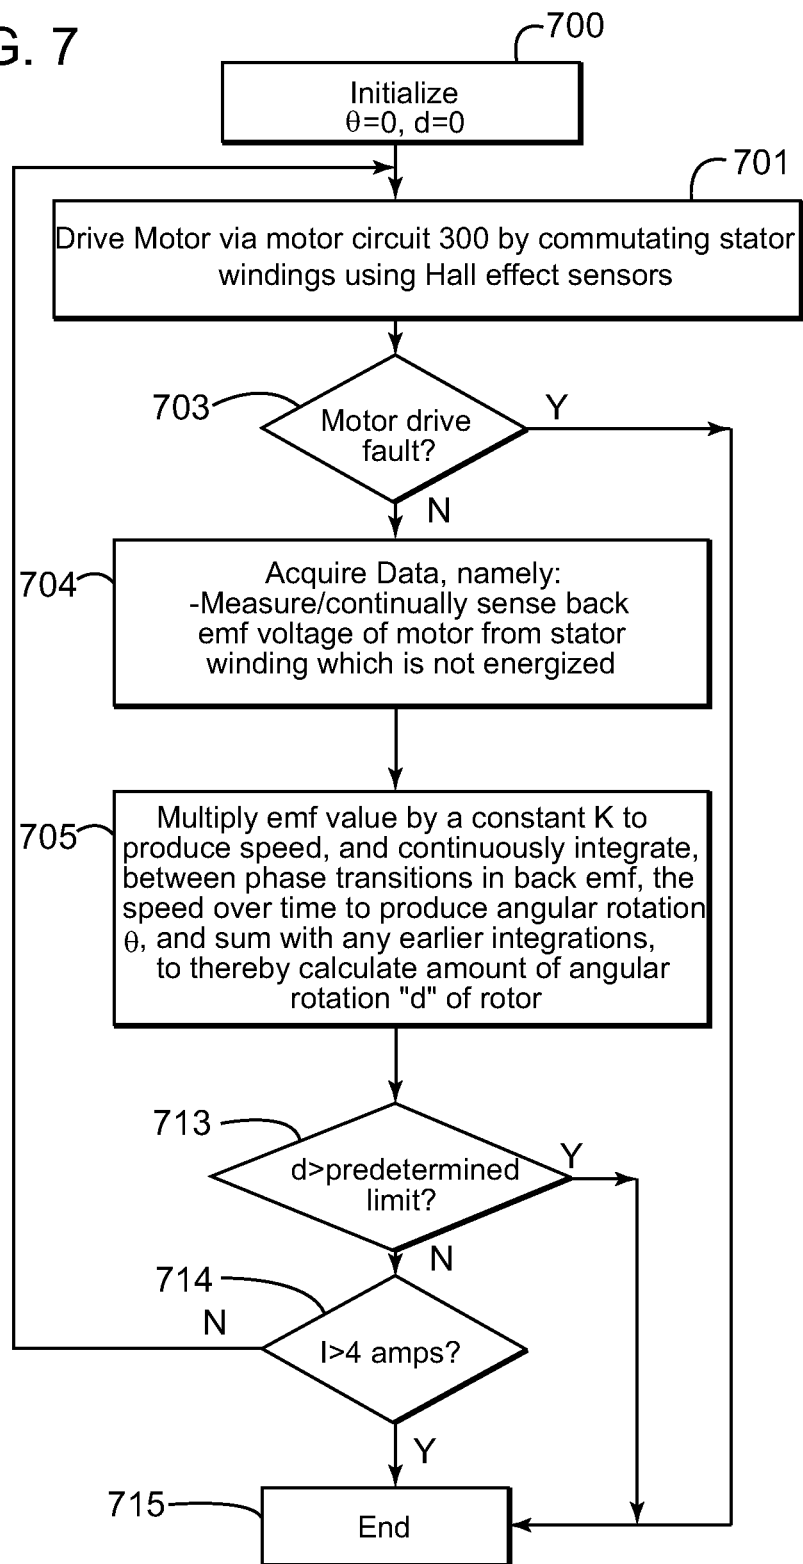 G. 7
700
Initialize
θ=0, d=0
701
Drive Motor via motor circuit 300 by commutating stator
windings using Hall effect sensors
703
Motor drive
fault?
Y
N
704
Acquire Data, namely:
-Measure/continually sense back
emf voltage of motor from stator
winding which is not energized
705
Multiply emf value by a constant K to
produce speed, and continuously integrate,
between phase transitions in back emf, the
speed over time to produce angular rotation
θ, and sum with any earlier integrations,
to thereby calculate amount of angular
rotation "d" of rotor
713
d>predetermined
limit?
Y
N
714
N
I>4 amps?
Y
715
End